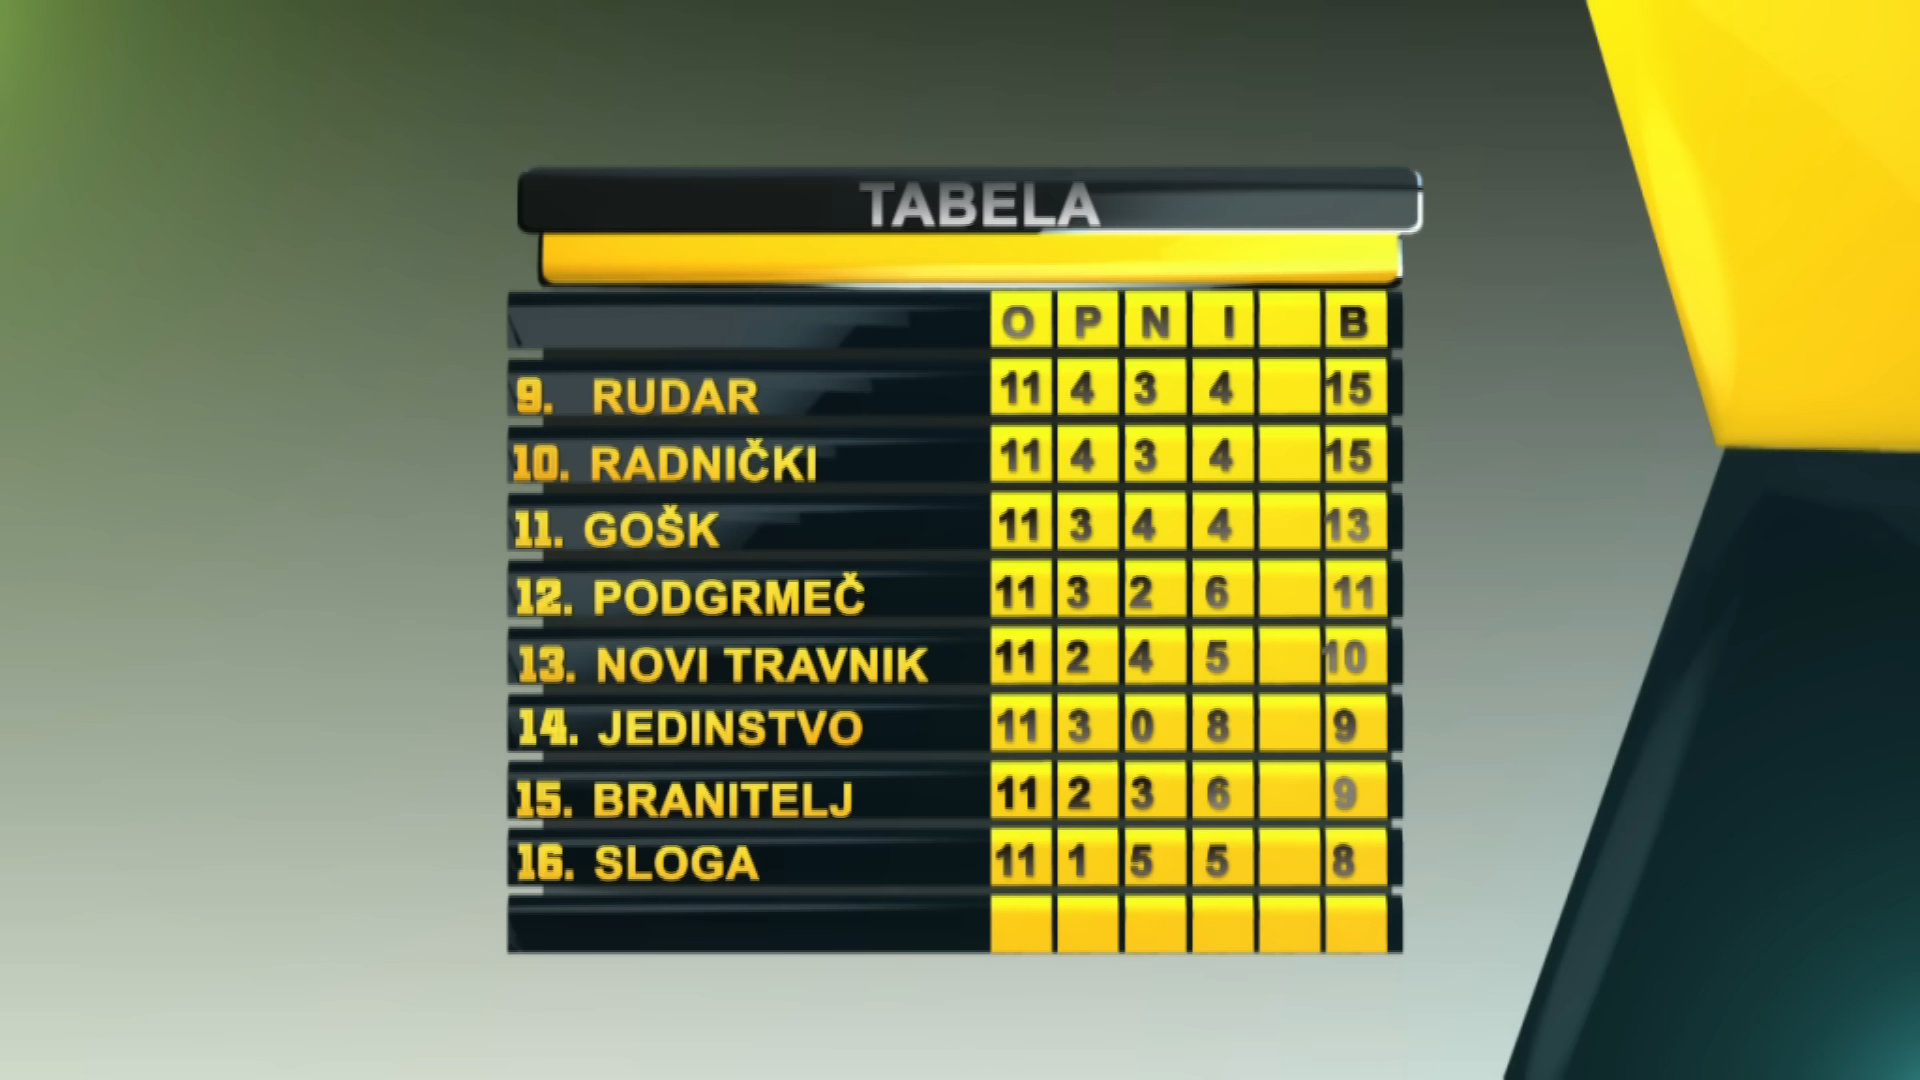 TABELA
O P N I B
9. RUDAR 11 4 3 4 15
10. RADNIČKI 11 4 3 4 15
11. GOŠK 11 3 4 4 13
12. PODGRMEČ 11 3 2 6 11
13. NOVI TRAVNIK 11 2 4 5 10
14. JEDINSTVO 11 3 0 8 9
15. BRANITELJ 11 2 3 6 9
16. SLOGA 11 1 5 5 8